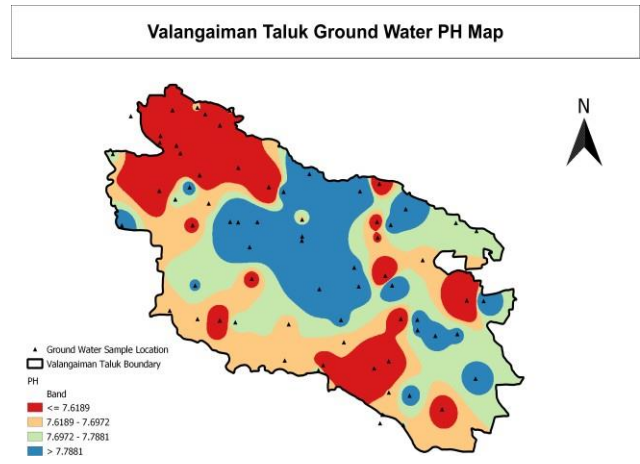 Valangaiman Taluk Ground Water PH Map
N
Ground Water Sample Location
Valangaiman Taluk Boundary
PH
Band
<= 7.6189
7.6189 - 7.6972
7.6972 - 7.7881
> 7.7881